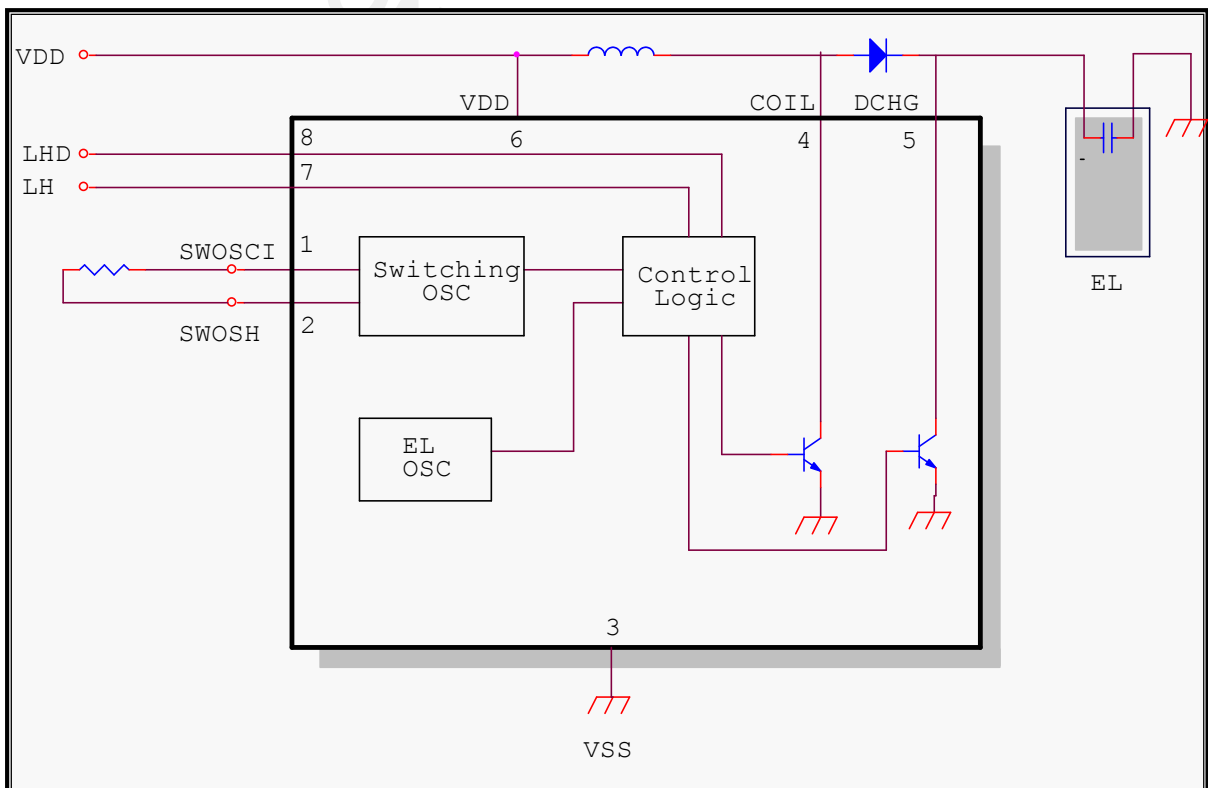 VDD
VDD
COIL
DCHG
8
6
4
5
LHD
7
LH
-
SWOSCI
1
Switching
OSC
Control
Logic
EL
SWOSH
2
EL
OSC
3
VSS